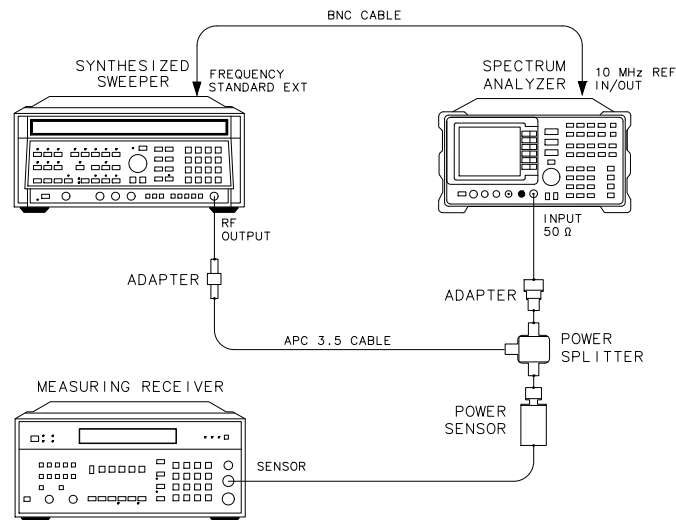 BNC CABLE
SYNTHESIZED
SWEEPER
FREQUENCY
STANDARD EXT
SPECTRUM
ANALYZER
10 MHz REF
IN/OUT
RF
OUTPUT
INPUT
50 Ω
ADAPTER
ADAPTER
APC 3.5 CABLE
POWER
SPLITTER
MEASURING RECEIVER
POWER
SENSOR
SENSOR